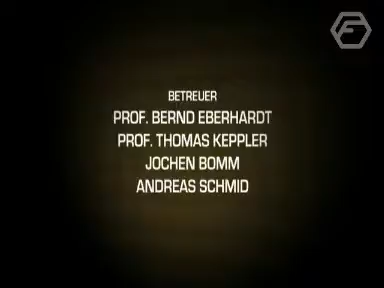 BETREUER
PROF. BERND EBERHARDT
PROF. THOMAS KEPPLER
JOCHEN BOMM
ANDREAS SCHMID